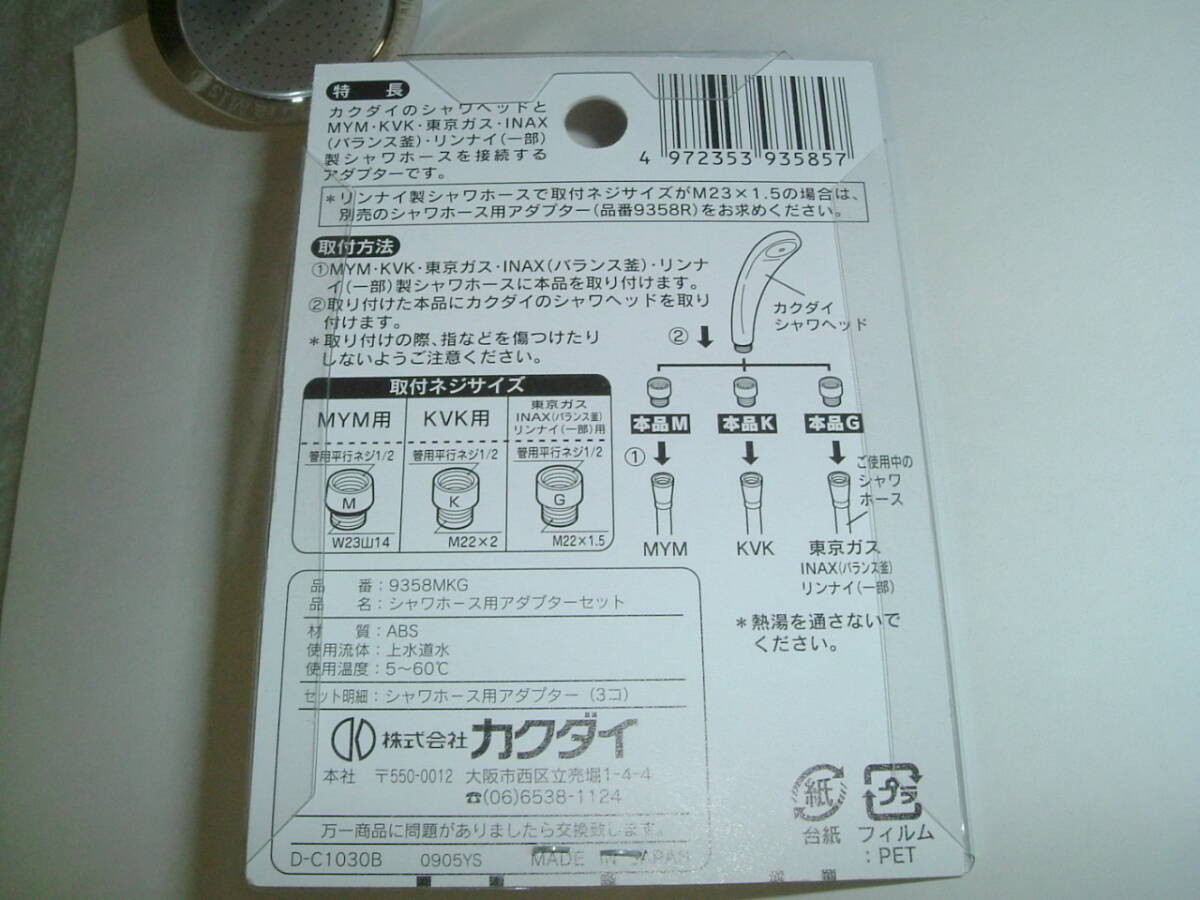 特長
カクダイのシャワヘッドと
MYM・KVK・東京ガス・INAX
(バランス釜)・リンナイ(一部)
製シャワホースを接続する
アダプターです。
4 972353 935857
*リンナイ製シャワホースで取付ネジサイズがM23×1.5の場合は、
別売のシャワホース用アダプター(品番9358R)をお求めください。
取付方法
①MYM・KVK・東京ガス・INAX(バランス釜)・リンナ
イ(一部)製シャワホースに本品を取り付けます。
②取り付けた本品にカクダイのシャワヘッドを取り
付けます。
*取り付けの際、指などを傷つけたり
しないようご注意ください。
カクダイ
シャワヘッド
②
本品M 本品K 本品G
①
ご使用中の
シャワ
ホース
MYM KVK 東京ガス
INAX(バランス釜)
リンナイ(一部)
取付ネジサイズ
MYM用 KVK用 東京ガス
INAX(バランス釜)
リンナイ(一部)用
管用平行ネジ1/2 管用平行ネジ1/2 管用平行ネジ1/2
M K G
W23山14 M22×2 M22×1.5
*熱湯を通さないで
ください。
品番:9358MKG
品名:シャワホース用アダプターセット
材質:ABS
使用流体:上水道水
使用温度:5〜60℃
セット明細:シャワホース用アダプター(3コ)
株式会社カクダイ
本社 〒550-0012 大阪市西区立売堀1-4-4
☎(06)6538-1124
万一商品に問題がありましたら交換致します。
D-C1030B 0905YS MADE IN JAPAN
紙 プラ
台紙 フィルム
:PET